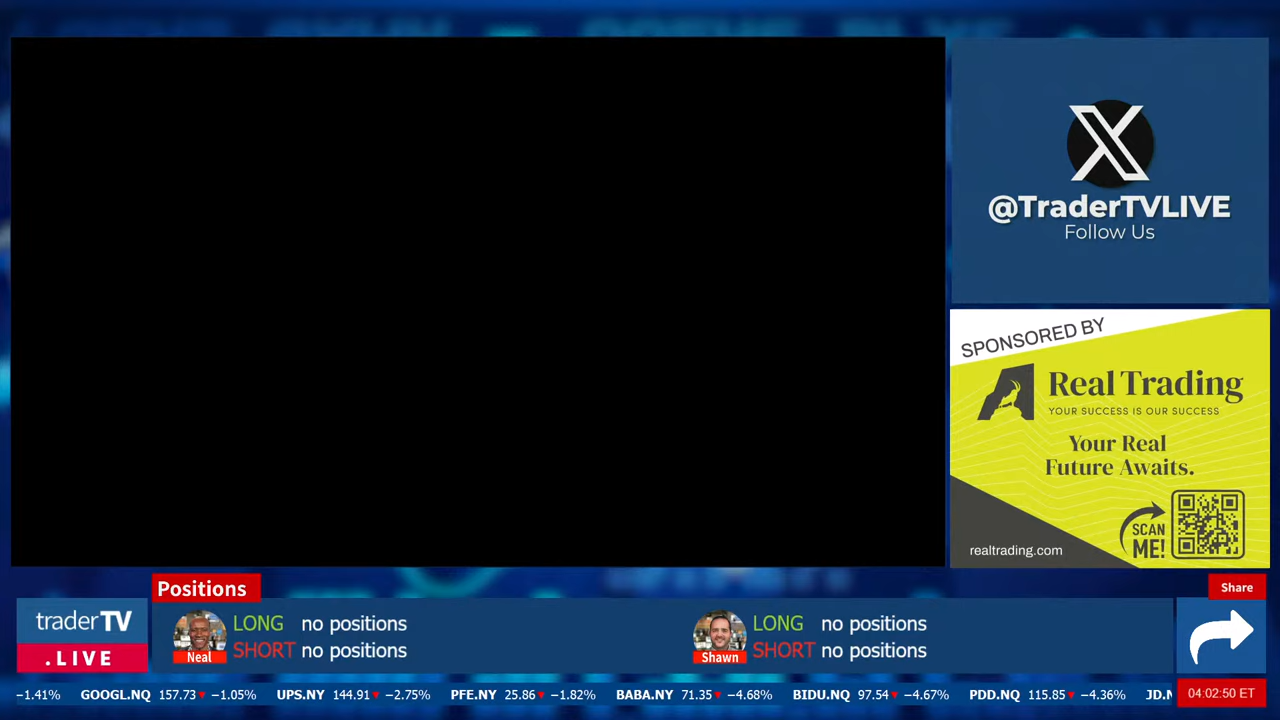 @TraderTVLIVE
Follow Us
SPONSORED BY
Real Trading
YOUR SUCCESS IS OUR SUCCESS
Your Real
Future Awaits.
SCAN
ME!
realtrading.com
Positions
Share
traderTV
.LIVE
LONG no positions
SHORT no positions
Neal
LONG no positions
SHORT no positions
Shawn
−1.41% GOOGL.NQ 157.73▼ −1.05% UPS.NY 144.91▼ −2.75% PFE.NY 25.86▼ −1.82% BABA.NY 71.35▼ −4.68% BIDU.NQ 97.54▼ −4.67% PDD.NQ 115.85▼ −4.36% JD.N
04:02:50 ET